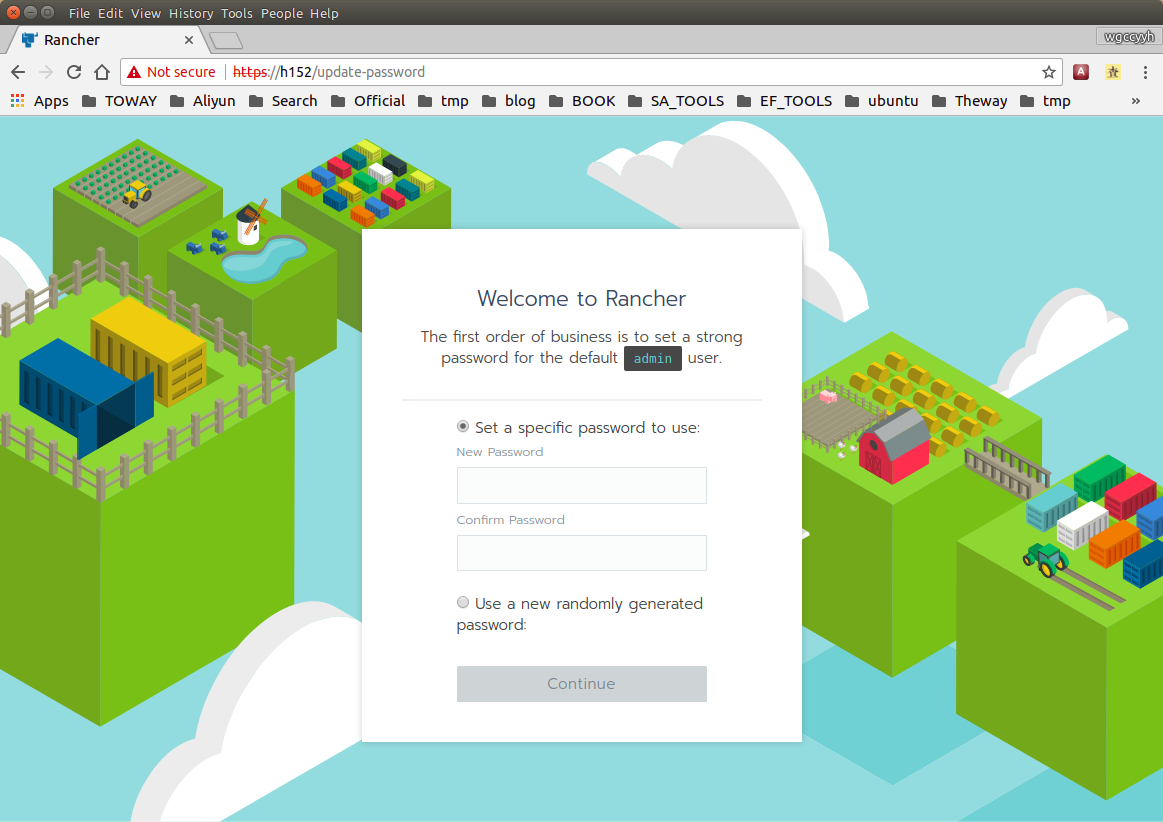 File Edit View History Tools People Help
Rancher
wgccyyh
Not secure https://h152/update-password
Apps TOWAY Aliyun Search Official tmp blog BOOK SA_TOOLS EF_TOOLS ubuntu Theway tmp »
Welcome to Rancher
The first order of business is to set a strong
password for the default admin user.
Set a specific password to use:
New Password
Confirm Password
Use a new randomly generated
password:
Continue